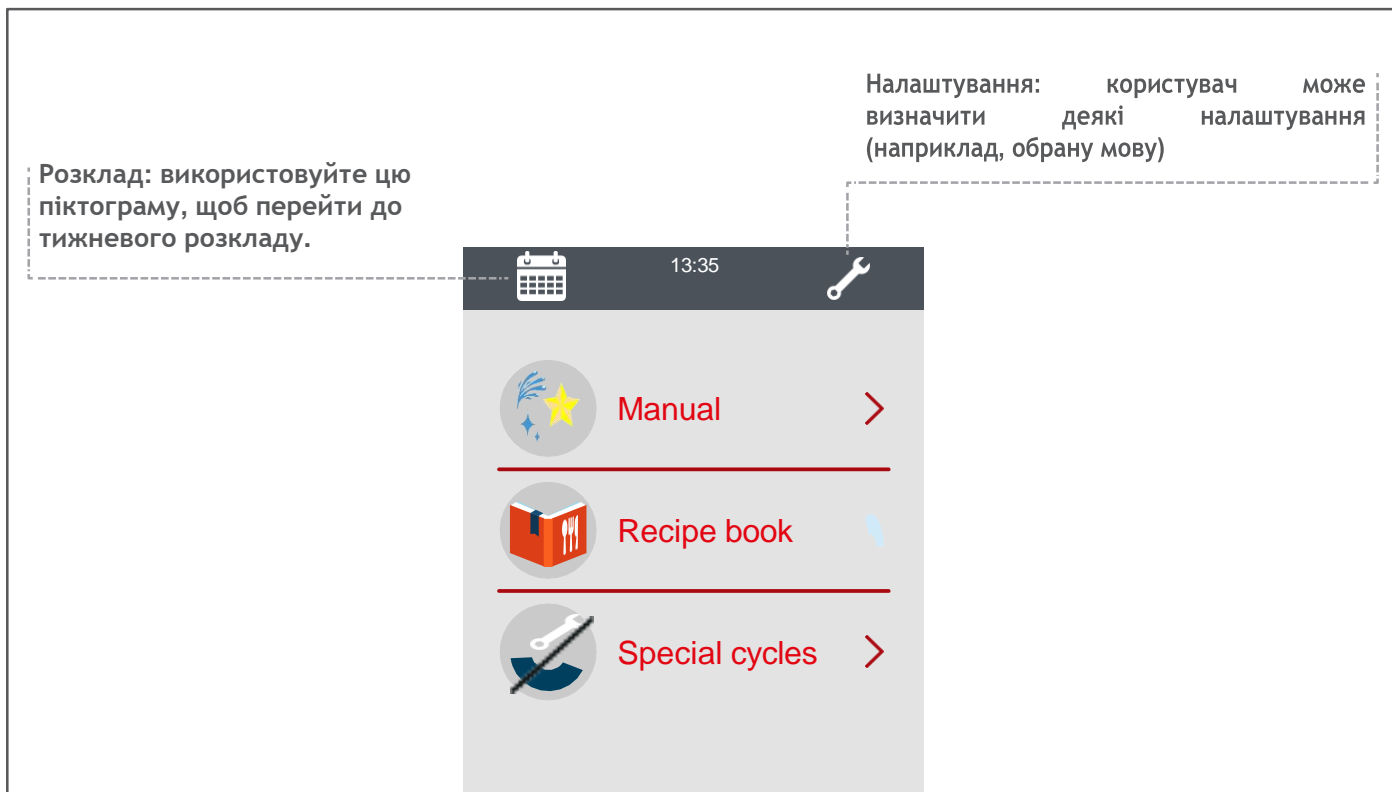 Налаштування: користувач може
визначити деякі налаштування
(наприклад, обрану мову)
Розклад: використовуйте цю
піктограму, щоб перейти до
тижневого розкладу.
13:35
Manual
Recipe book
Special cycles